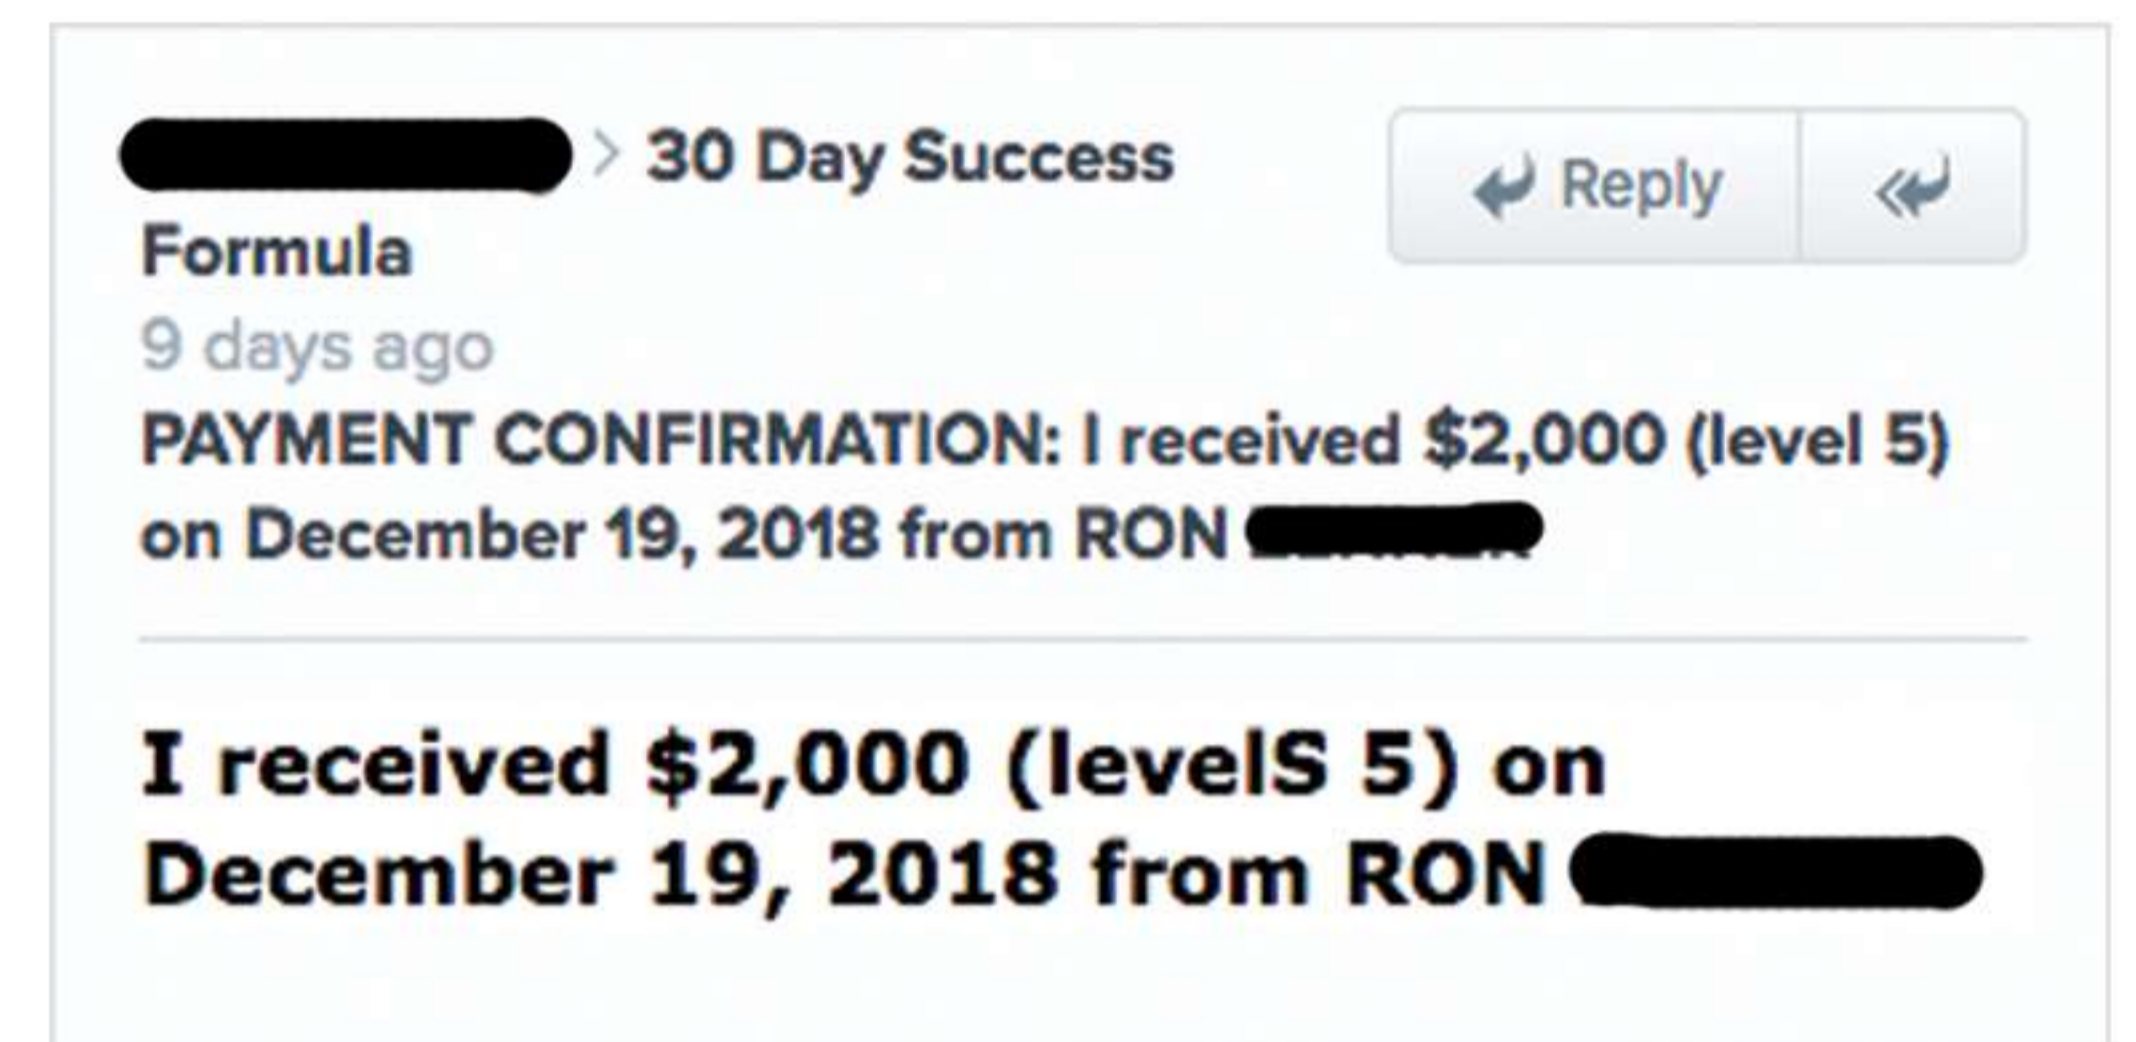 > 30 Day Success
Reply
Formula
9 days ago
PAYMENT CONFIRMATION: I received $2,000 (level 5)
on December 19, 2018 from RON
I received $2,000 (levelS 5) on
December 19, 2018 from RON